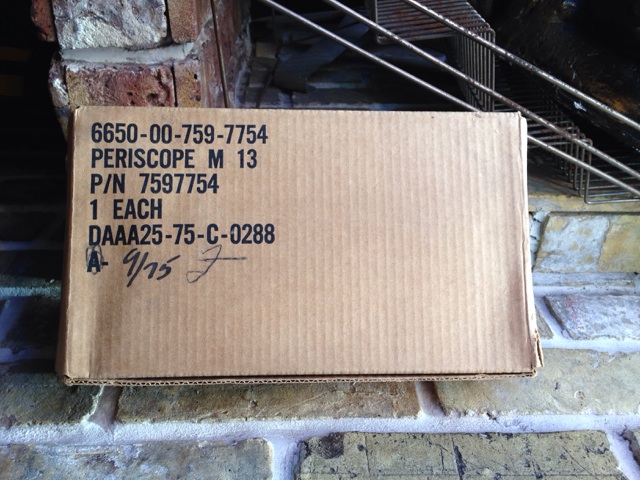 6650-00-759-7754
PERISCOPE M 13
P/N 7597754
1 EACH
DAAA25-75-C-0288
A- 9/75